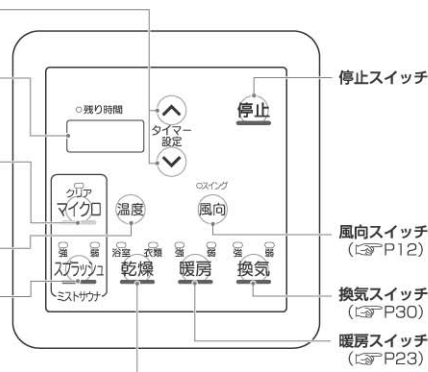 停止スイッチ
○残り時間
停止
タイマー
設定
○スイング
クリア
マイクロ
温度
風向
風向スイッチ
(☞P12)
強 弱 浴室 衣類 強 弱 強 弱
スプラッシュ 乾燥 暖房 換気
ミストサウナ
換気スイッチ
(☞P30)
暖房スイッチ
(☞P23)